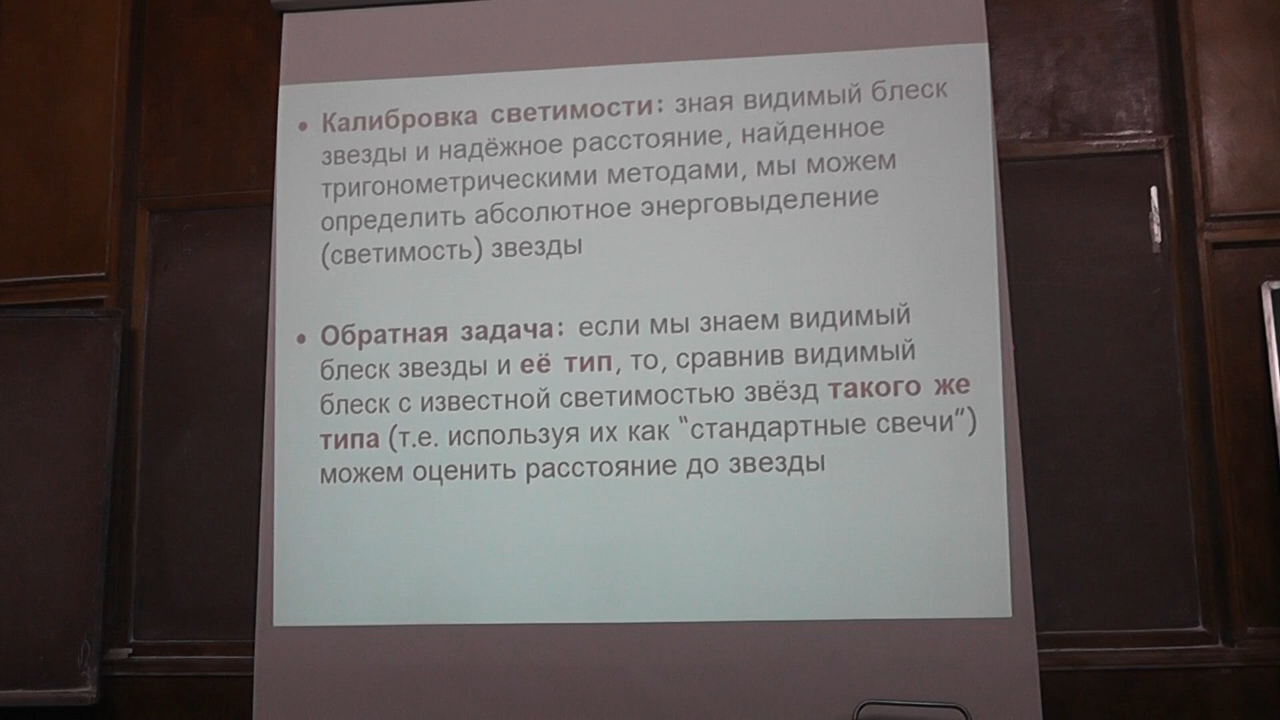 • Калибровка светимости: зная видимый блеск
звезды и надёжное расстояние, найденное
тригонометрическими методами, мы можем
определить абсолютное энерговыделение
(светимость) звезды
• Обратная задача: если мы знаем видимый
блеск звезды и её тип, то, сравнив видимый
блеск с известной светимостью звёзд такого же
типа (т.е. используя их как "стандартные свечи")
можем оценить расстояние до звезды